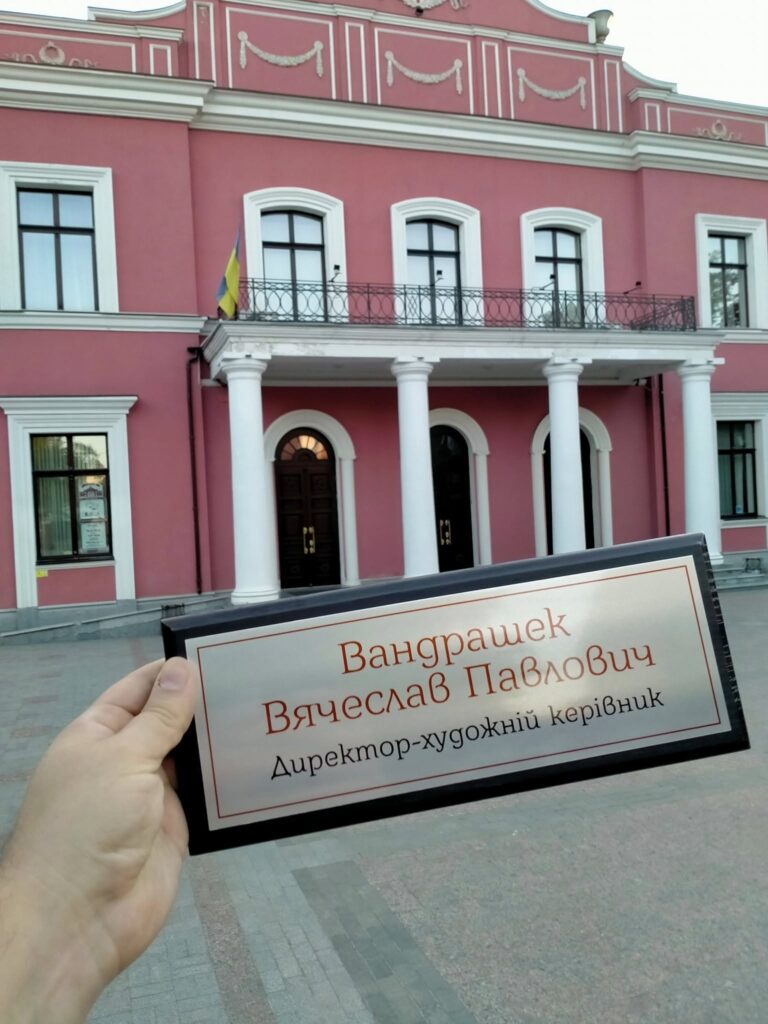 Вандрашек
Вячеслав Павлович
Директор-художній керівник